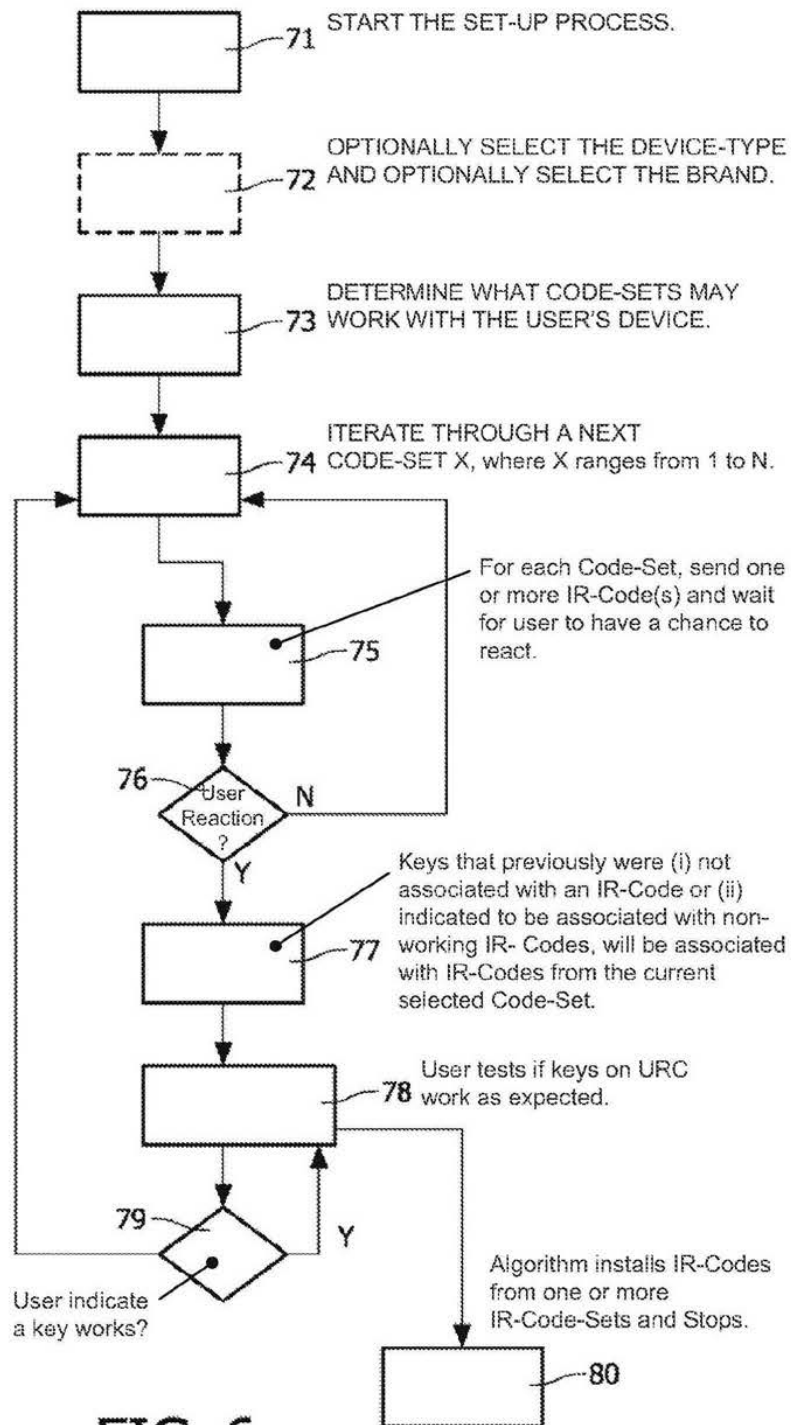 71 START THE SET-UP PROCESS.
OPTIONALLY SELECT THE DEVICE-TYPE
72 AND OPTIONALLY SELECT THE BRAND.
DETERMINE WHAT CODE-SETS MAY
73 WORK WITH THE USER'S DEVICE.
ITERATE THROUGH A NEXT
74 CODE-SET X, where X ranges from 1 to N.
For each Code-Set, send one
or more IR-Code(s) and wait
for user to have a chance to
react.
75
76
User
Reaction
?
N
Y
Keys that previously were (i) not
associated with an IR-Code or (ii)
indicated to be associated with non-
working IR- Codes, will be associated
with IR-Codes from the current
selected Code-Set.
77
User tests if keys on URC
78 work as expected.
79
Y
User indicate
a key works?
Algorithm installs IR-Codes
from one or more
IR-Code-Sets and Stops.
80
FIG. 6